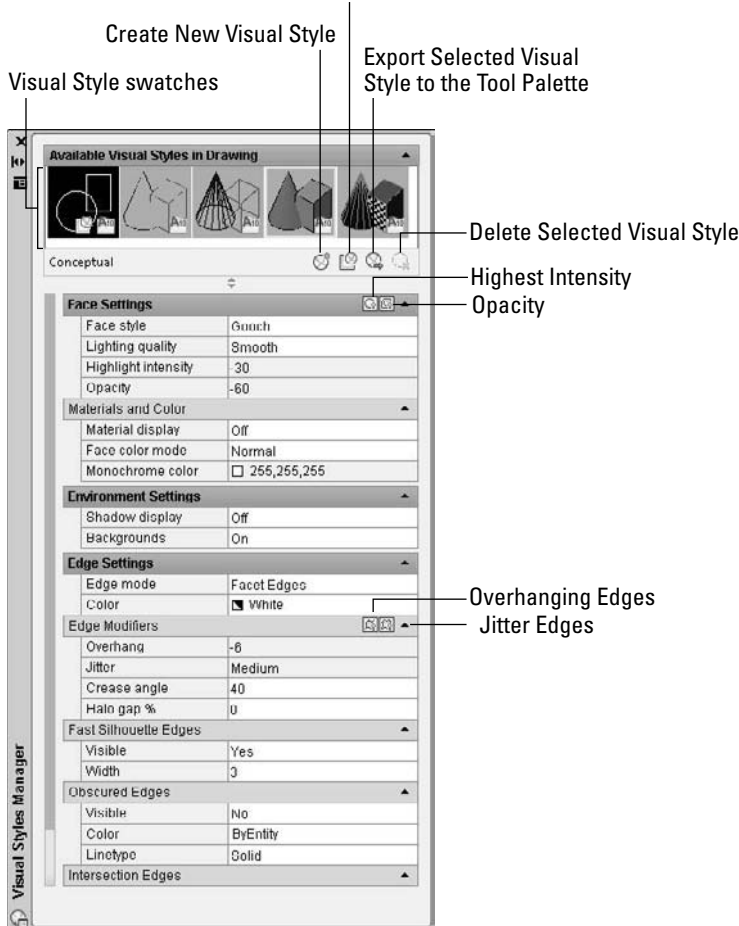 Create New Visual Style
Export Selected Visual
Style to the Tool Palette
Visual Style swatches
Available Visual Styles in Drawing
Delete Selected Visual Style
Conceptual
Highest Intensity
Opacity
Face Settings
Face style Gooch
Lighting quality Smooth
Highlight intensity -30
Opacity -60
Materials and Color
Material display Off
Face color mode Normal
Monochrome color 255,255,255
Environment Settings
Shadow display Off
Backgrounds On
Edge Settings
Edge mode Facet Edges
Color White
Overhanging Edges
Edge Modifiers
Jitter Edges
Overhang -6
Jitter Medium
Crease angle 40
Halo gap % 0
Fast Silhouette Edges
Visible Yes
Width 3
Obscured Edges
Visible No
Color ByEntity
Linetype Solid
Intersection Edges
Visual Styles Manager